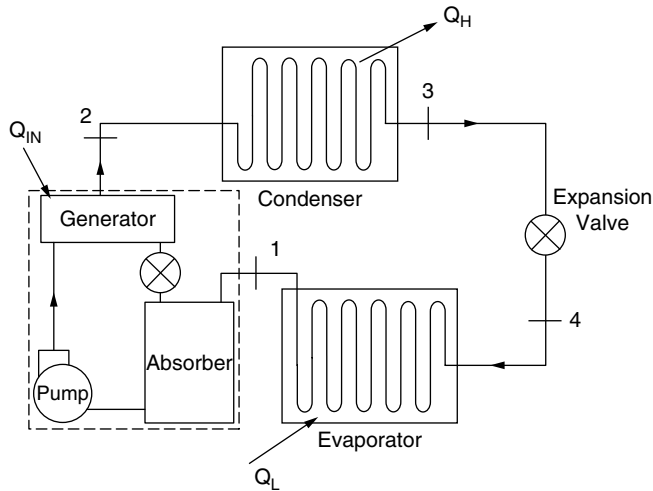 Q_H
3
2
Q_IN
Condenser
Generator
Expansion
Valve
1
4
Absorber
Pump
Evaporator
Q_L